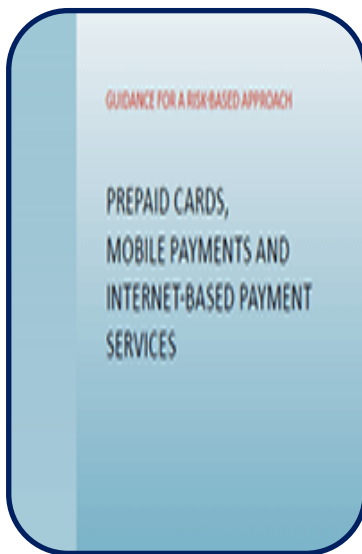 GUIDANCE FOR A RISK-BASED APPROACH
PREPAID CARDS,
MOBILE PAYMENTS AND
INTERNET-BASED PAYMENT
SERVICES